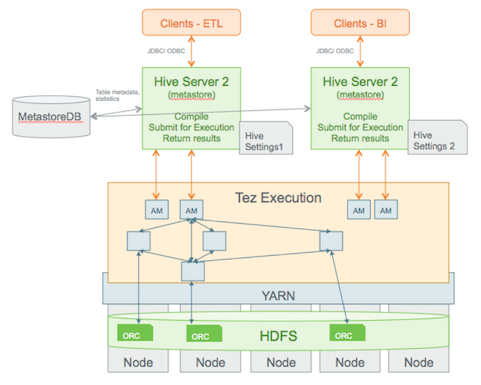 Clients - ETL
Clients - BI
JDBC/ ODBC
JDBC/ ODBC
Hive Server 2
(metastore)
Compile
Submit for Execution
Return results
Hive Server 2
(metastore)
Compile
Submit for Execution
Return results
Table metadata,
statistics
MetastoreDB
Hive
Settings1
Hive
Settings 2
Tez Execution
AM
AM
AM
AM
YARN
HDFS
ORC
ORC
ORC
Node
Node
Node
Node
Node